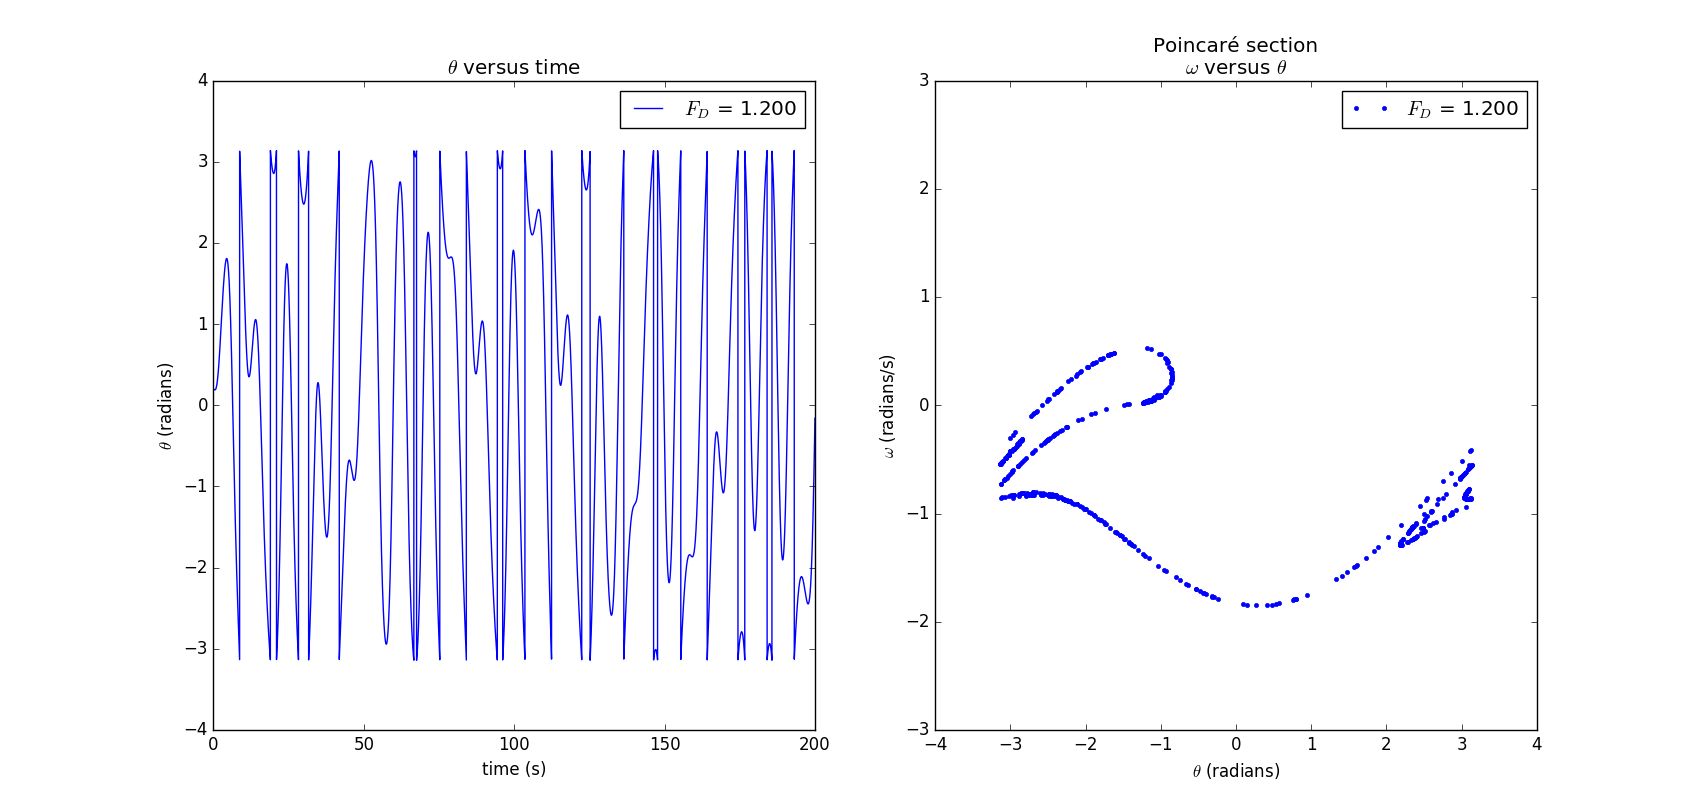 θ versus time
F_D = 1.200
4
3
2
1
0
−1
−2
−3
−4
θ (radians)
0 50 100 150 200
time (s)
Poincaré section
ω versus θ
F_D = 1.200
3
2
1
0
−1
−2
−3
ω (radians/s)
−4 −3 −2 −1 0 1 2 3 4
θ (radians)